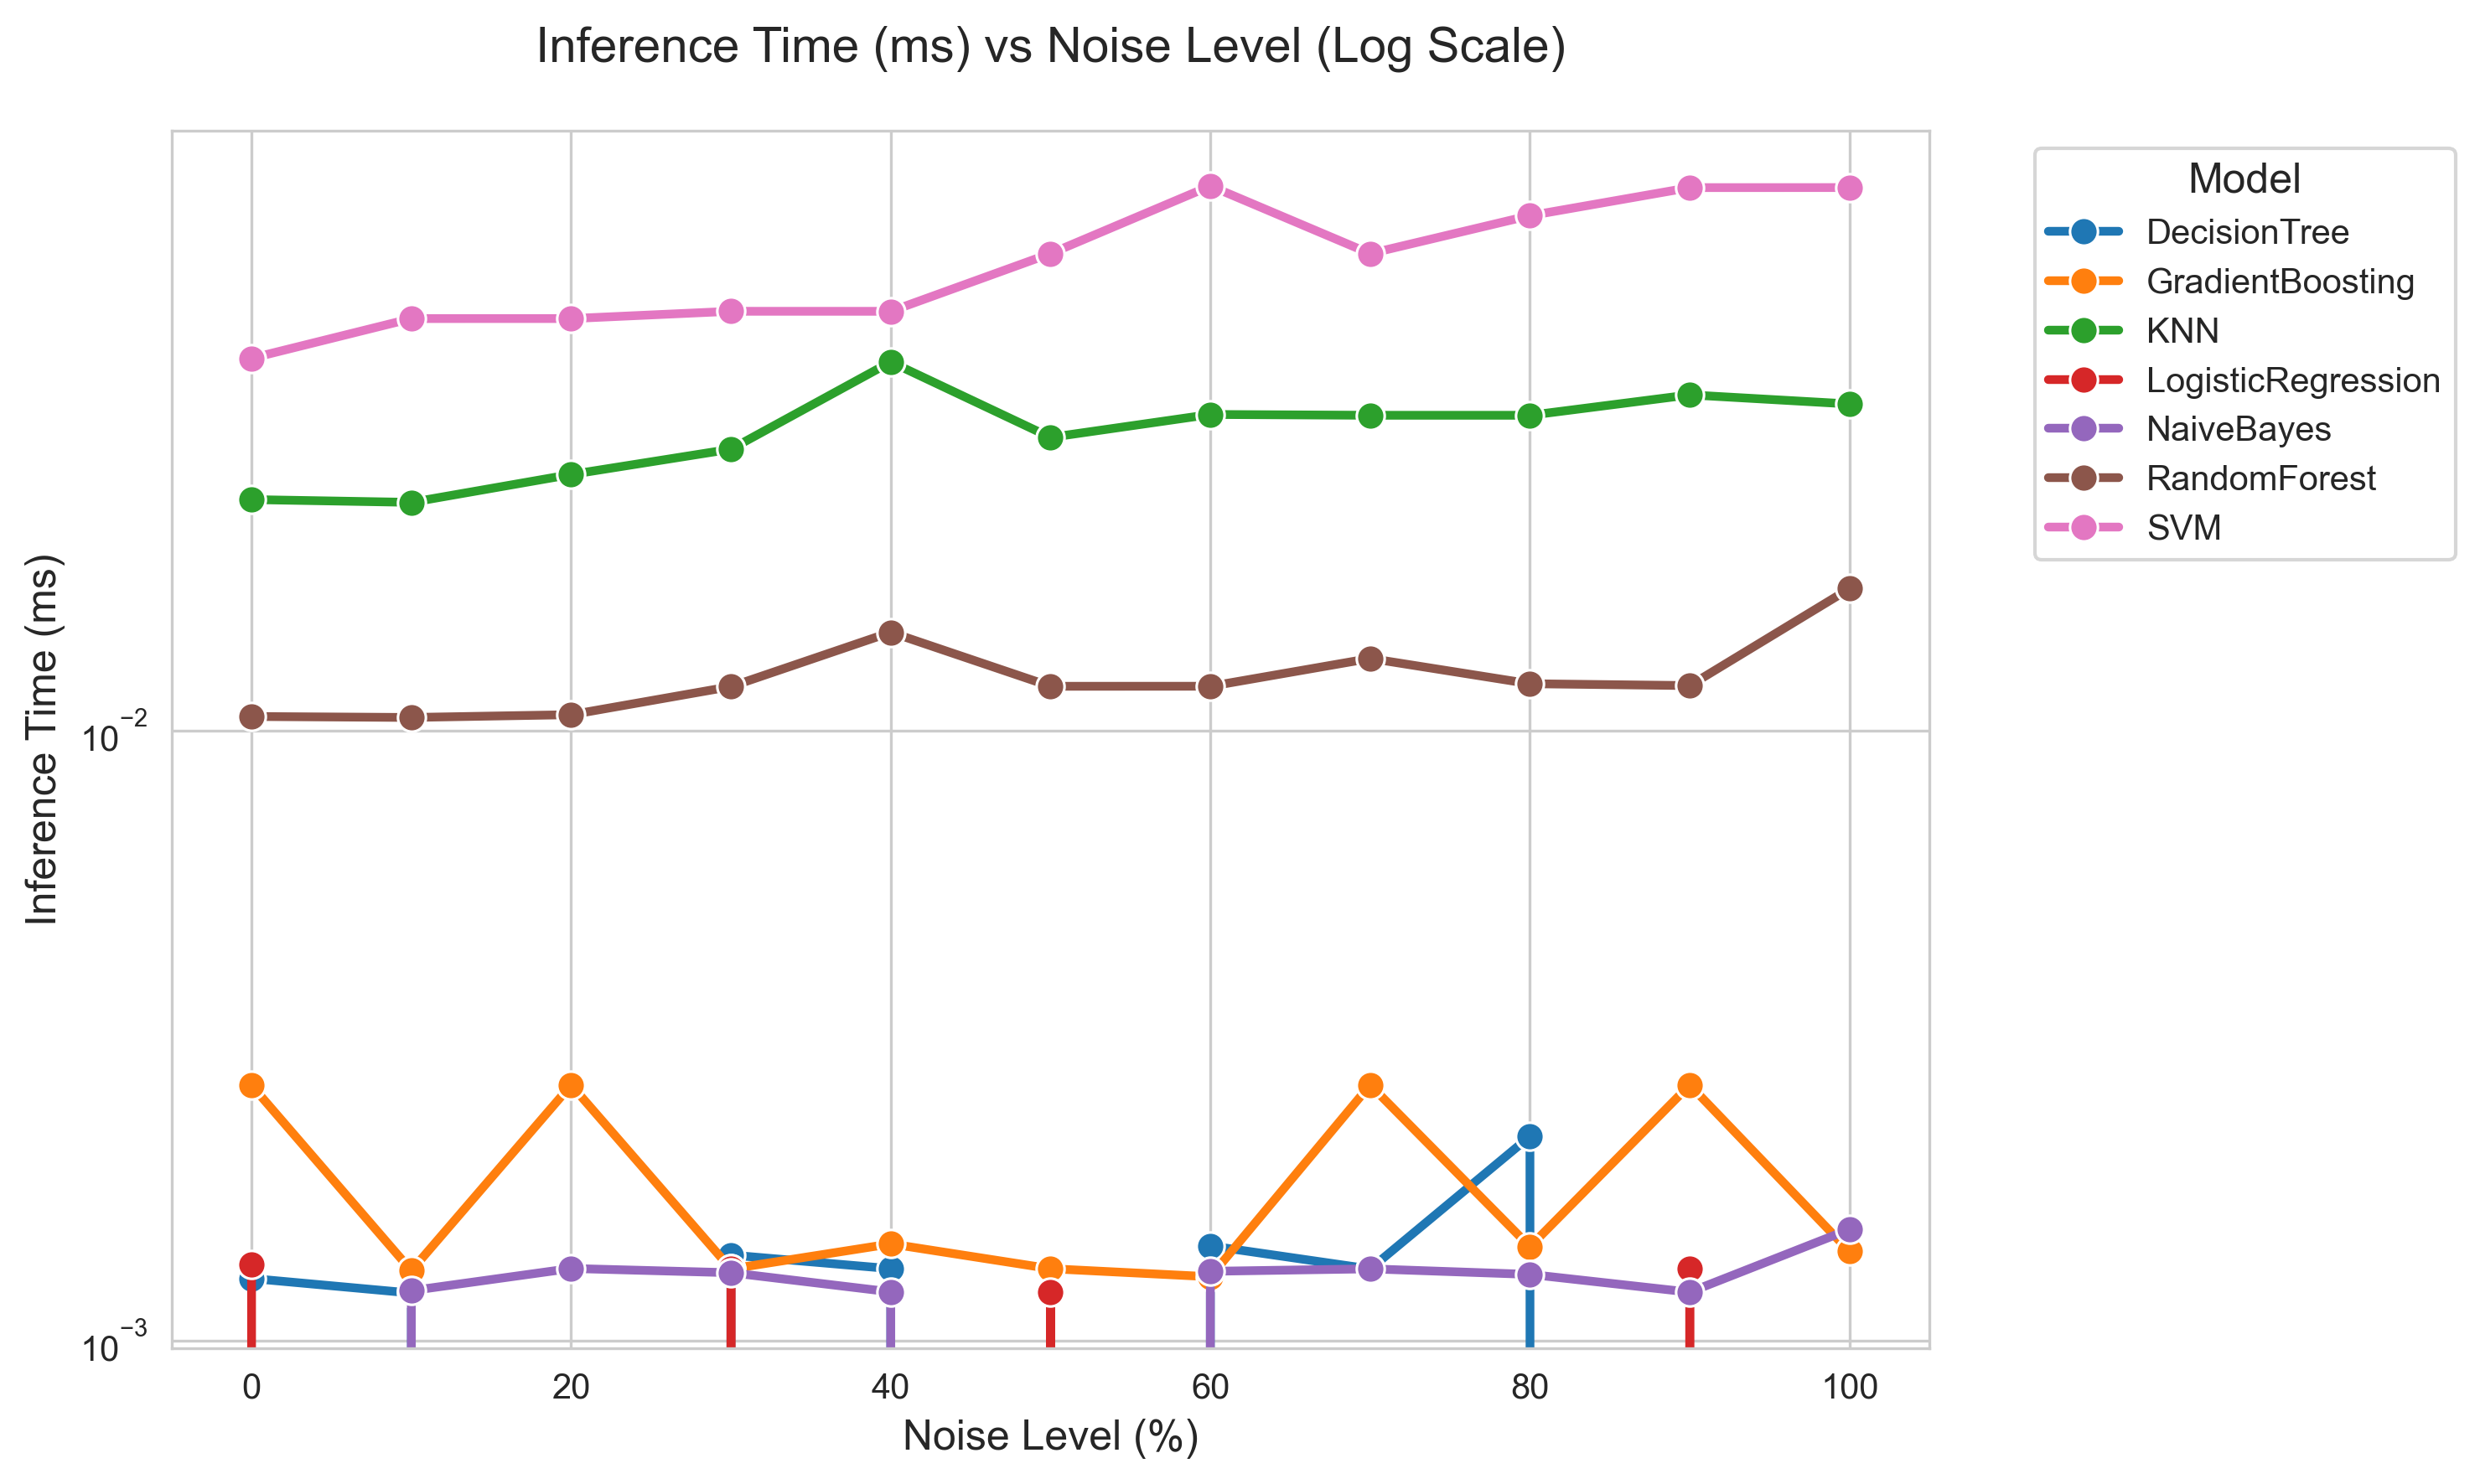 Inference Time (ms) vs Noise Level (Log Scale)
Inference Time (ms)
10⁻²
10⁻³
0 20 40 60 80 100
Noise Level (%)
Model
DecisionTree
GradientBoosting
KNN
LogisticRegression
NaiveBayes
RandomForest
SVM